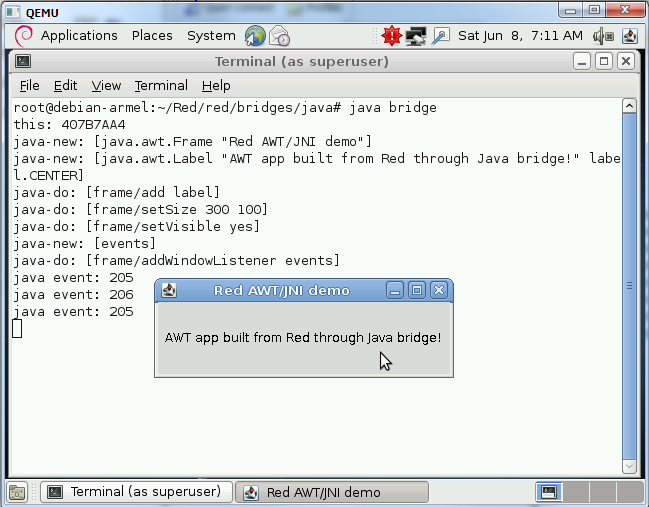 QEMU
Applications Places System Sat Jun 8, 7:11 AM
Terminal (as superuser)
File Edit View Terminal Help
root@debian-armel:~/Red/red/bridges/java# java bridge
this: 407B7AA4
java-new: [java.awt.Frame "Red AWT/JNI demo"]
java-new: [java.awt.Label "AWT app built from Red through Java bridge!" labe
l.CENTER]
java-do: [frame/add label]
java-do: [frame/setSize 300 100]
java-do: [frame/setVisible yes]
java-new: [events]
java-do: [frame/addWindowListener events]
java event: 205
java event: 206
java event: 205
Red AWT/JNI demo
AWT app built from Red through Java bridge!
Terminal (as superuser) Red AWT/JNI demo